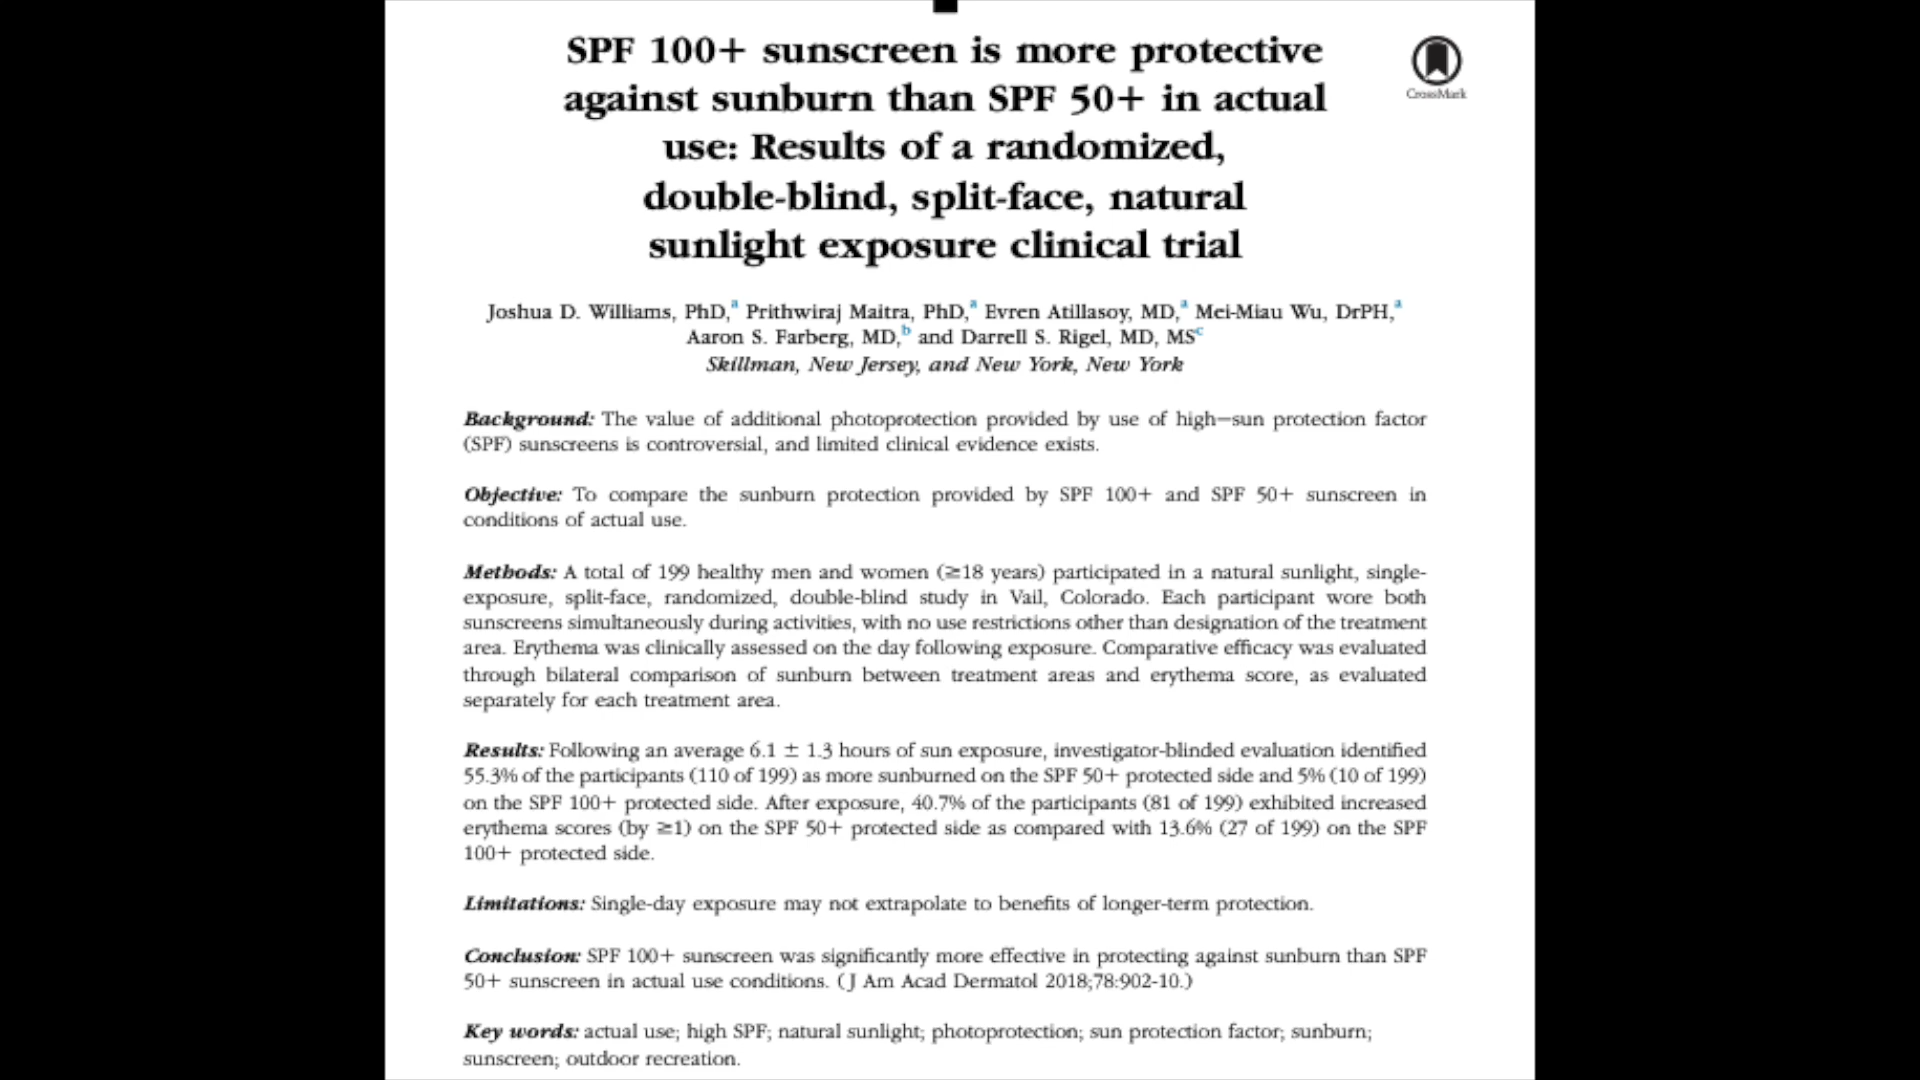 SPF 100+ sunscreen is more protective
against sunburn than SPF 50+ in actual
use: Results of a randomized,
double-blind, split-face, natural
sunlight exposure clinical trial
CrossMark
Joshua D. Williams, PhD,a Prithwiraj Maitra, PhD,a Evren Atillasoy, MD,a Mei-Miau Wu, DrPH,a
Aaron S. Farberg, MD,b and Darrell S. Rigel, MD, MSc
Skillman, New Jersey, and New York, New York
Background: The value of additional photoprotection provided by use of high−sun protection factor
(SPF) sunscreens is controversial, and limited clinical evidence exists.
Objective: To compare the sunburn protection provided by SPF 100+ and SPF 50+ sunscreen in
conditions of actual use.
Methods: A total of 199 healthy men and women (≥18 years) participated in a natural sunlight, single-
exposure, split-face, randomized, double-blind study in Vail, Colorado. Each participant wore both
sunscreens simultaneously during activities, with no use restrictions other than designation of the treatment
area. Erythema was clinically assessed on the day following exposure. Comparative efficacy was evaluated
through bilateral comparison of sunburn between treatment areas and erythema score, as evaluated
separately for each treatment area.
Results: Following an average 6.1 ± 1.3 hours of sun exposure, investigator-blinded evaluation identified
55.3% of the participants (110 of 199) as more sunburned on the SPF 50+ protected side and 5% (10 of 199)
on the SPF 100+ protected side. After exposure, 40.7% of the participants (81 of 199) exhibited increased
erythema scores (by ≥1) on the SPF 50+ protected side as compared with 13.6% (27 of 199) on the SPF
100+ protected side.
Limitations: Single-day exposure may not extrapolate to benefits of longer-term protection.
Conclusion: SPF 100+ sunscreen was significantly more effective in protecting against sunburn than SPF
50+ sunscreen in actual use conditions. ( J Am Acad Dermatol 2018;78:902-10.)
Key words: actual use; high SPF; natural sunlight; photoprotection; sun protection factor; sunburn;
sunscreen; outdoor recreation.